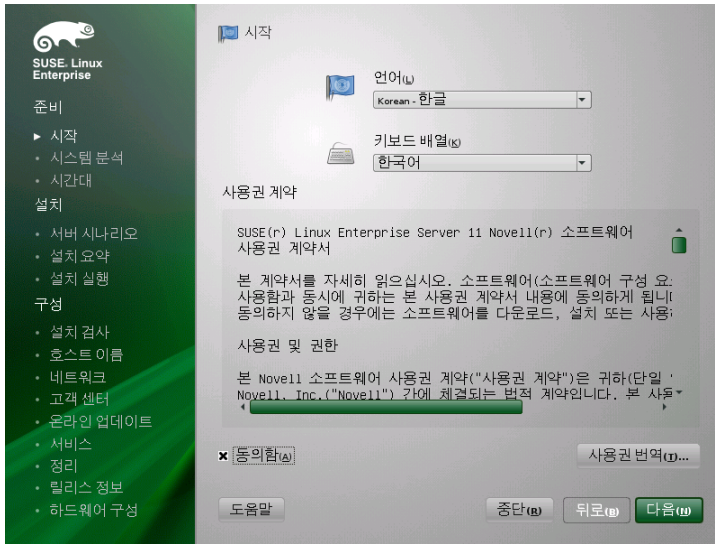 SUSE. Linux
Enterprise
준비
시작
시스템 분석
시간대
설치
서버 시나리오
설치 요약
설치 실행
구성
설치 검사
호스트 이름
네트워크
고객 센터
온라인 업데이트
서비스
정리
릴리스 정보
하드웨어 구성
시작
언어(L)
Korean - 한글
키보드 배열(K)
한국어
사용권 계약
SUSE(r) Linux Enterprise Server 11 Novell(r) 소프트웨어
사용권 계약서
본 계약서를 자세히 읽으십시오. 소프트웨어(소프트웨어 구성
사용함과 동시에 귀하는 본 사용권 계약서 내용에 동의하게
동의하지 않을 경우에는 소프트웨어를 다운로드, 설치 또는
사용권 및 권한
본 Novell 소프트웨어 사용권 계약("사용권 계약")은 귀하(단일
Novell, Inc.("Novell") 간에 체결되는 법적 계약입니다. 본
동의함(A)
사용권 번역(T)...
도움말
중단(R)
뒤로(B)
다음(N)